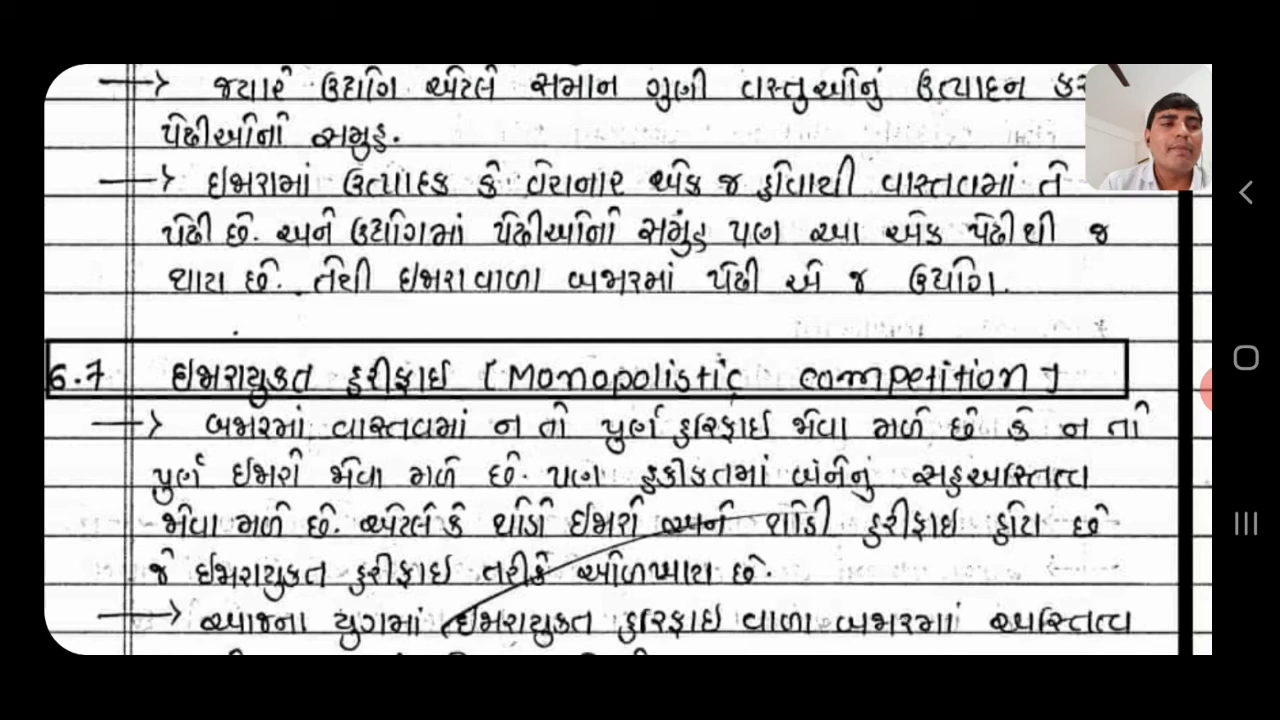 → જ્યારે ઉદ્યોગ એટલે સમાન ગુણી વસ્તુઓનું ઉત્પાદન
પેઢીઓનો સમુહ.
→ ઇજારામાં ઉત્પાદક કે વેચનાર એક જ હોવાથી વાસ્તવમાં તે
પેઢી છે. અને ઉદ્યોગમાં પેઢીઓનો સમુંહ પણ આ એક પેઢીથી જ
થાય છે. તેથી ઇજારાવાળા બજારમાં પેઢી એ જ ઉદ્યોગ.
6.7 ઇજારાયુક્ત હરીફાઇ [Monopolistic competition]
→ બજારમાં વાસ્તવમાં ન તો પુર્ણ હરિફાઇ જોવા મળે છે કે ન તો
પુર્ણ ઇજારો જોવા મળે છે. પણ હકીકતમાં બંનેનું સહઅસ્તિત્વ
જોવા મળે છે. એટલે કે થોડો ઇજારો અને થોડી હરીફાઇ હોય છે
જે ઇજારાયુક્ત હરીફાઇ તરીકે ઓળખાય છે.
→ આજના યુગમાં ઇજારાયુક્ત હરિફાઇ વાળા બજારમાં અસ્તિત્વ